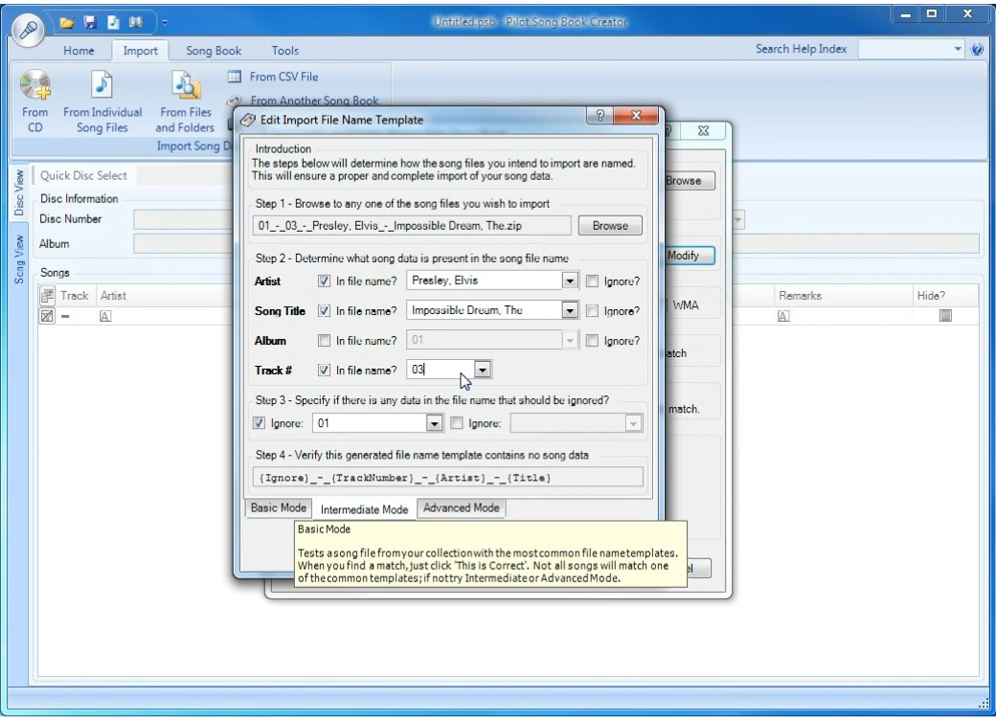 Untitled.psb - Pilot Song Book Creator
Home Import Song Book Tools
Search Help Index
From CD
From Individual Song Files
From Files and Folders
From CSV File
From Another Song Book
Import Song D
Disc View
Song View
Quick Disc Select
Disc Information
Disc Number
Album
Songs
Track Artist Remarks Hide?
A A
Edit Import File Name Template
Introduction
The steps below will determine how the song files you intend to import are named.
This will ensure a proper and complete import of your song data.
Step 1 - Browse to any one of the song files you wish to import
01_-_03_-_Presley, Elvis_-_Impossible Dream, The.zip Browse
Step 2 - Determine what song data is present in the song file name
Artist In file name? Presley, Elvis Ignore?
Song Title In file name? Impossible Dream, The Ignore?
Album In file name? 01 Ignore?
Track # In file name? 03
Step 3 - Specify if there is any data in the file name that should be ignored?
Ignore: 01 Ignore:
Step 4 - Verify this generated file name template contains no song data
{Ignore}_-_{TrackNumber}_-_{Artist}_-_{Title}
Basic Mode Intermediate Mode Advanced Mode
Basic Mode
Tests a song file from your collection with the most common file name templates.
When you find a match, just click 'This is Correct'. Not all songs will match one
of the common templates; if not try Intermediate or Advanced Mode.
Browse
Modify
WMA
atch
match.
el